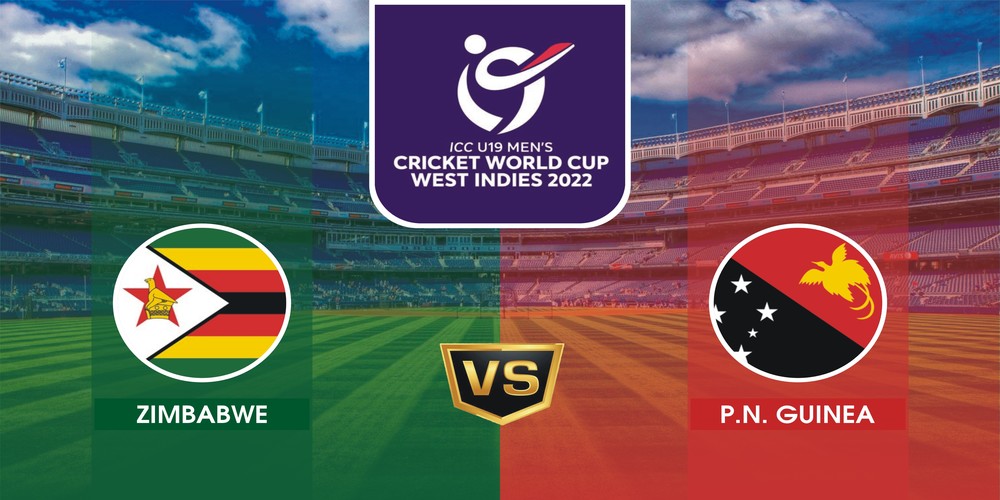 ICC U19 MEN'S
CRICKET WORLD CUP
WEST INDIES 2022
VS
ZIMBABWE
P.N. GUINEA